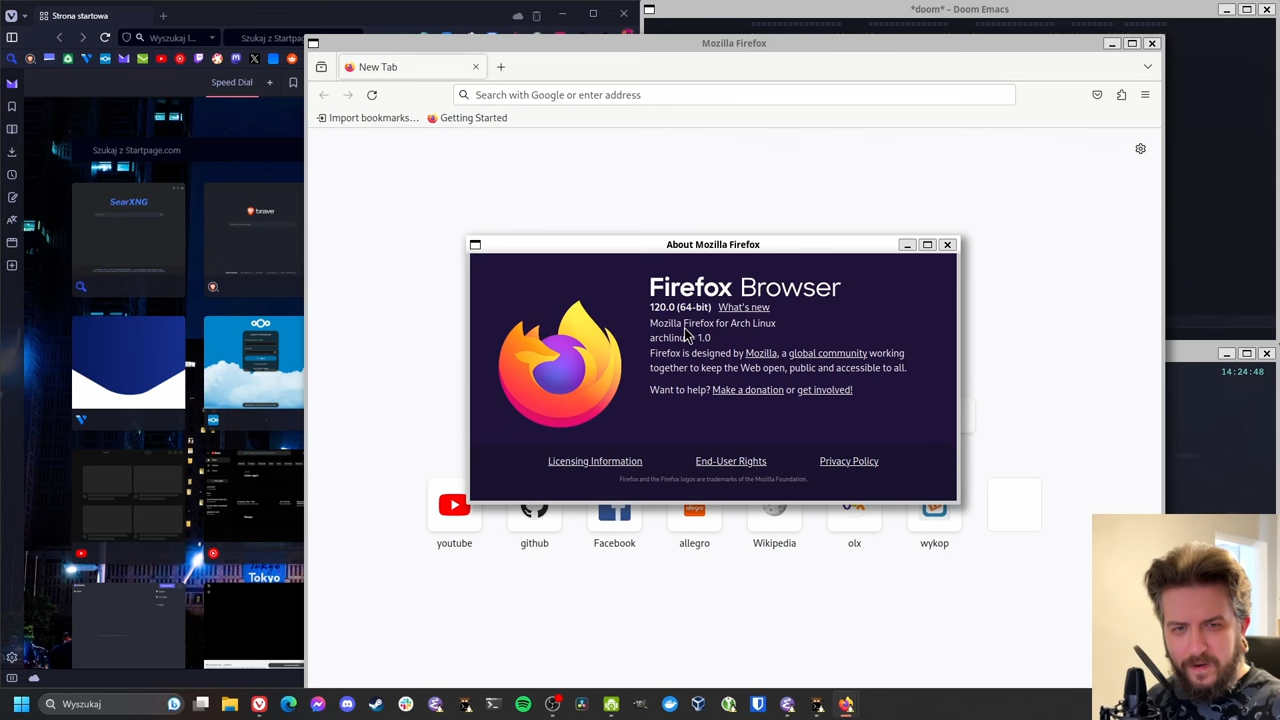 Strona startowa
*doom* – Doom Emacs
Wyszukaj
Szukaj z Startpag
Mozilla Firefox
New Tab
Search with Google or enter address
Import bookmarks…
Getting Started
Speed Dial
Szukaj z Startpage.com
SearXNG
brave
About Mozilla Firefox
Firefox Browser
120.0 (64-bit) What's new
Mozilla Firefox for Arch Linux
1.0
Firefox is designed by Mozilla, a global community working
together to keep the Web open, public and accessible to all.
Want to help? Make a donation or get involved!
Licensing Information
End-User Rights
Privacy Policy
Firefox and the Firefox logos are trademarks of the Mozilla Foundation.
14:24:48
youtube
github
Facebook
allegro
Wikipedia
olx
wykop
Tokyo
Wyszukaj